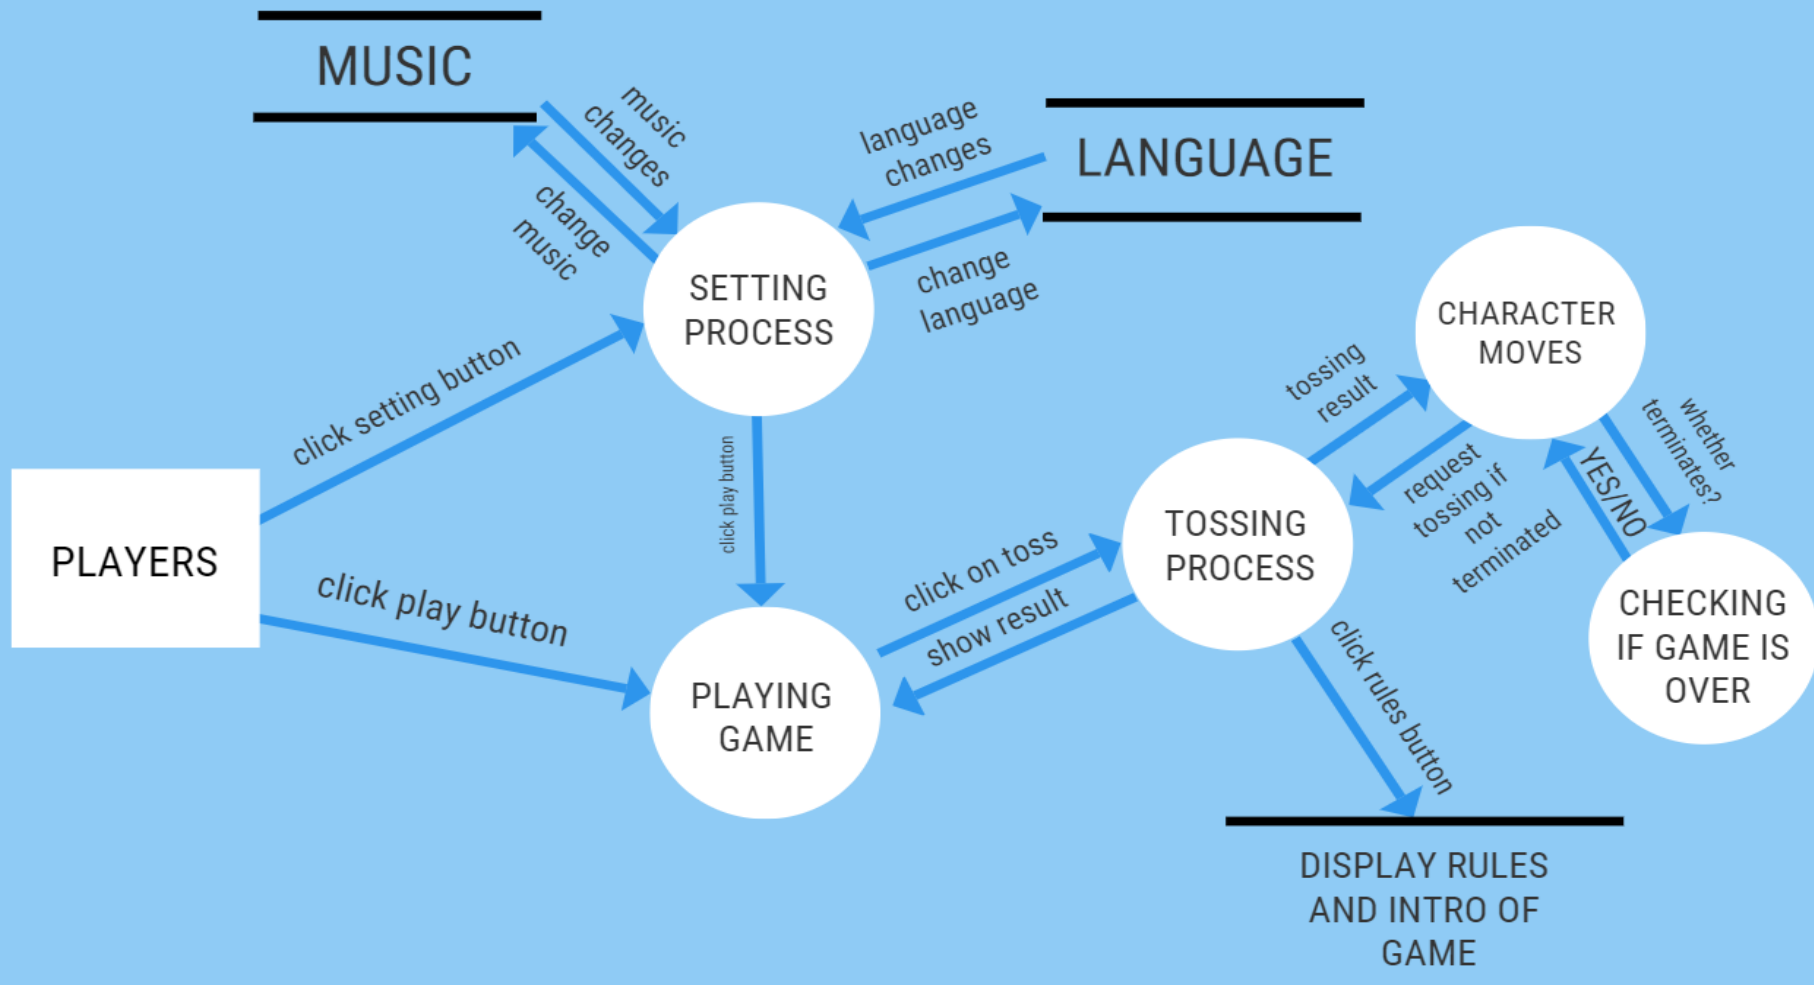 MUSIC
music
changes
change
music
language
changes
LANGUAGE
change
language
SETTING
PROCESS
click setting button
click play button
PLAYERS
click play button
PLAYING
GAME
click on toss
show result
TOSSING
PROCESS
tossing
result
request
tossing if
not
terminated
CHARACTER
MOVES
whether
terminates?
YES/NO
CHECKING
IF GAME IS
OVER
click rules button
DISPLAY RULES
AND INTRO OF
GAME